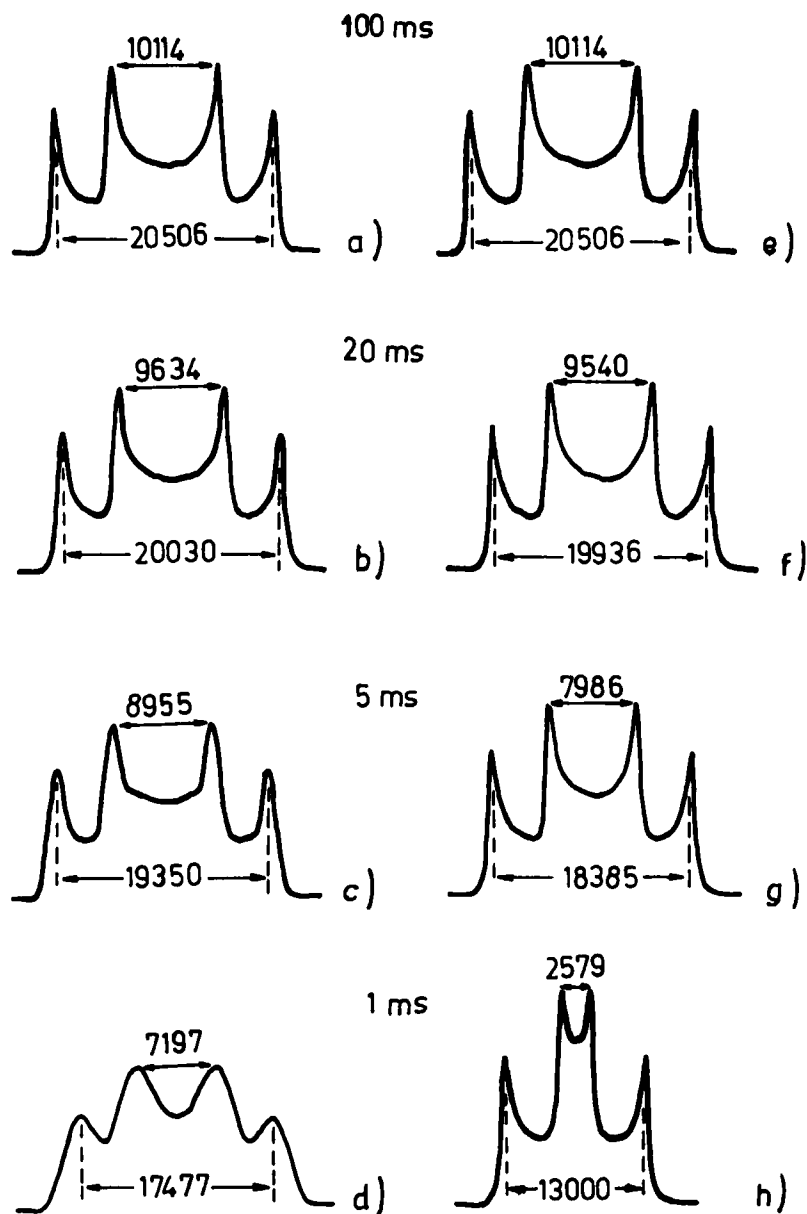 100 ms
10114 10114
20506 a) 20506 e)
20 ms
9634 9540
20030 b) 19936 f)
5 ms
8955 7986
19350 c) 18385 g)
1 ms
2579
7197
17477 d) 13000 h)